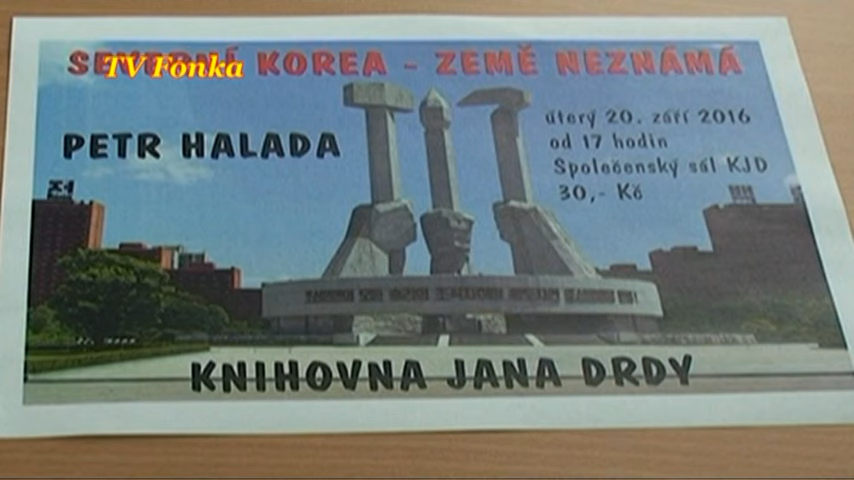 SEVERNÍ KOREA - ZEMĚ NEZNÁMÁ
TV Fonka
PETR HALADA
úterý 20. září 2016
od 17 hodin
Společenský sál KJD
30,- Kč
KNIHOVNA JANA DRDY